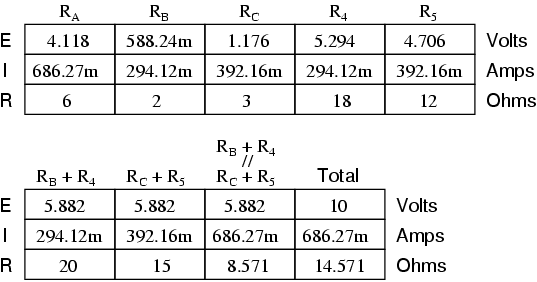 R_A R_B R_C R_4 R_5
E 4.118 588.24m 1.176 5.294 4.706 Volts
I 686.27m 294.12m 392.16m 294.12m 392.16m Amps
R 6 2 3 18 12 Ohms
R_B + R_4
//
R_B + R_4 R_C + R_5 R_C + R_5 Total
E 5.882 5.882 5.882 10 Volts
I 294.12m 392.16m 686.27m 686.27m Amps
R 20 15 8.571 14.571 Ohms